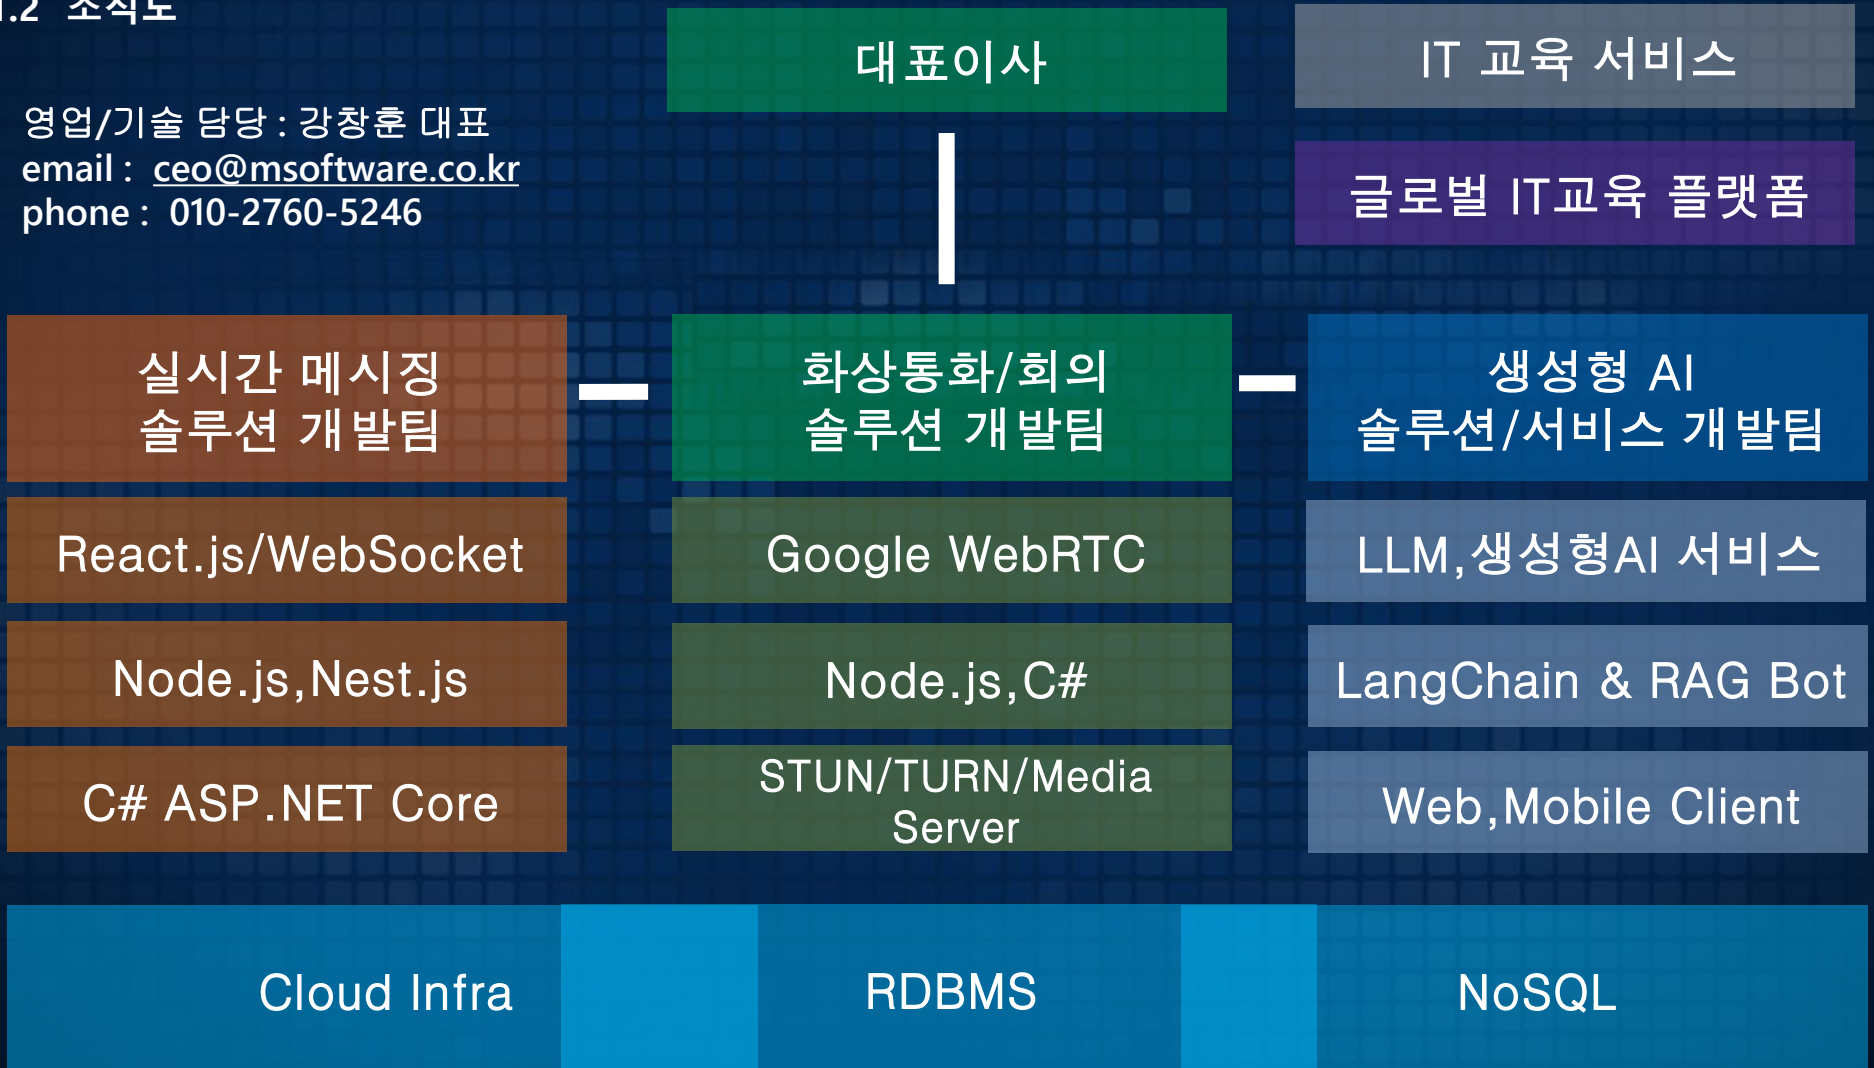 1.2 조직도
대표이사
IT 교육 서비스
영업/기술 담당 : 강창훈 대표
email : ceo@msoftware.co.kr
phone : 010-2760-5246
글로벌 IT교육 플랫폼
실시간 메시징
솔루션 개발팀
화상통화/회의
솔루션 개발팀
생성형 AI
솔루션/서비스 개발팀
React.js/WebSocket
Google WebRTC
LLM,생성형AI 서비스
Node.js,Nest.js
Node.js,C#
LangChain & RAG Bot
C# ASP.NET Core
STUN/TURN/Media
Server
Web,Mobile Client
Cloud Infra
RDBMS
NoSQL